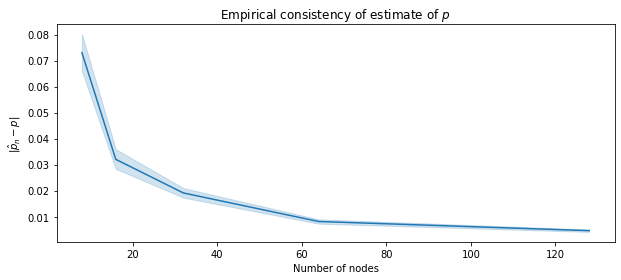 Empirical consistency of estimate of p
0.08
0.07
0.06
0.05
0.04
0.03
0.02
0.01
|p̂ₙ − p|
20 40 60 80 100 120
Number of nodes